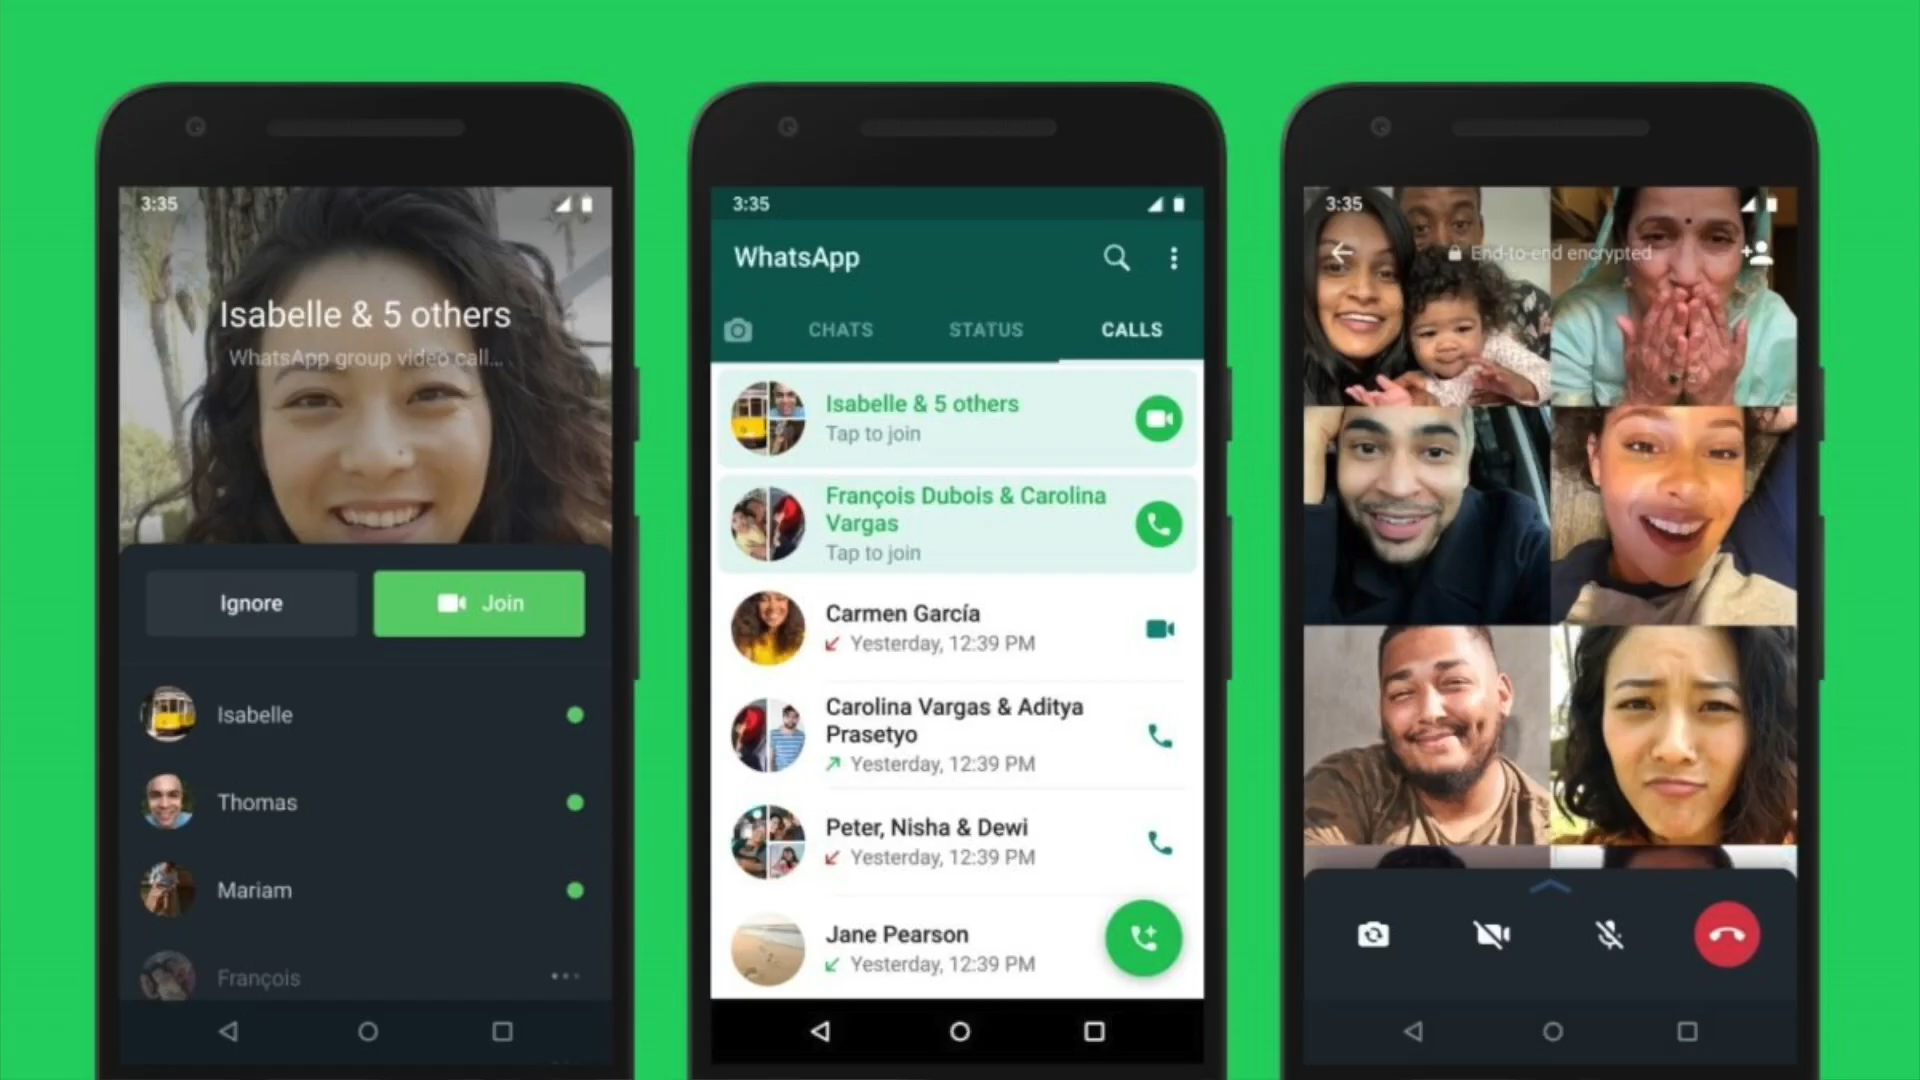 3:35
Isabelle & 5 others
WhatsApp group video call...
Ignore
Join
Isabelle
Thomas
Mariam
François
3:35
WhatsApp
CHATS STATUS CALLS
Isabelle & 5 others
Tap to join
François Dubois & Carolina
Vargas
Tap to join
Carmen García
Yesterday, 12:39 PM
Carolina Vargas & Aditya
Prasetyo
Yesterday, 12:39 PM
Peter, Nisha & Dewi
Yesterday, 12:39 PM
Jane Pearson
Yesterday, 12:39 PM
3:35
End-to-end encrypted